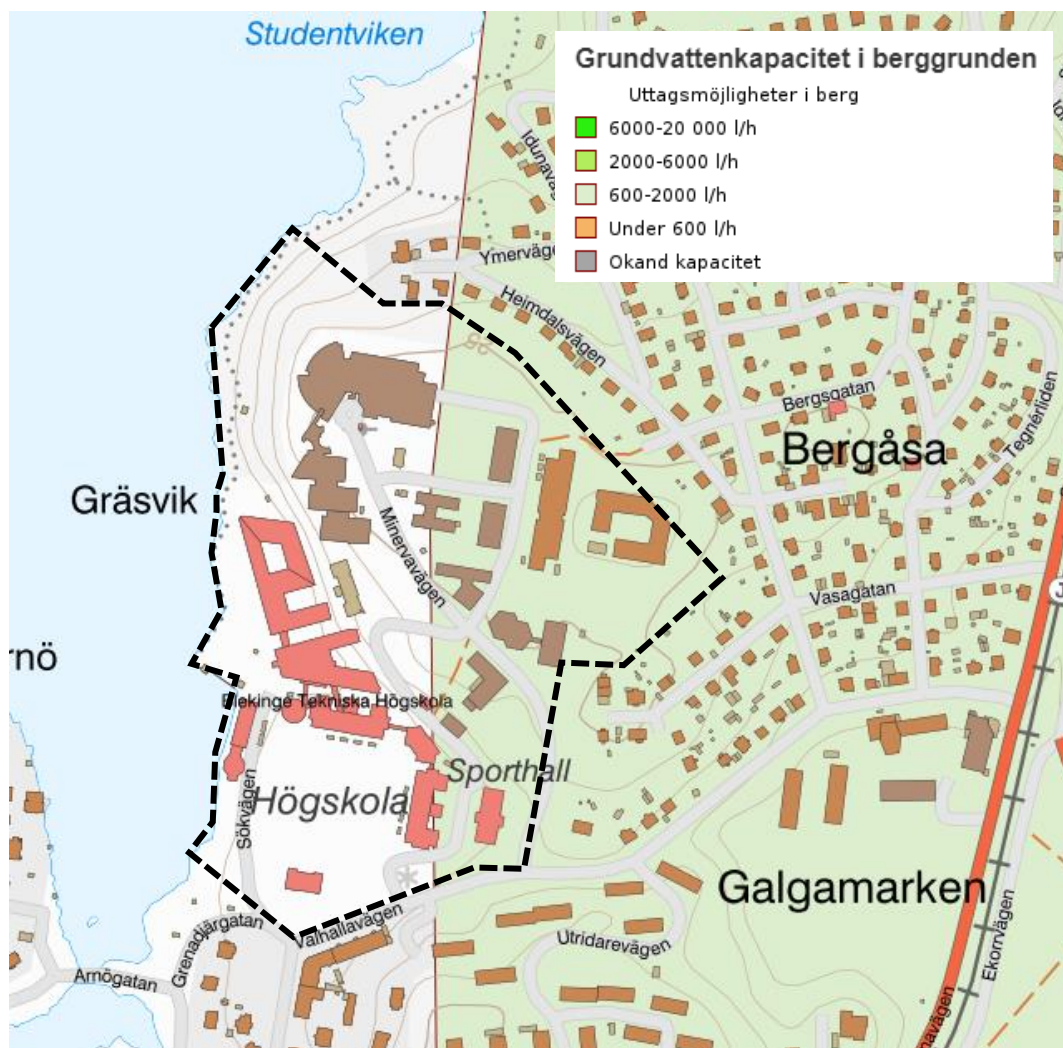 Studentviken
Grundvattenkapacitet i berggrunden
Uttagsmöjligheter i berg
6000-20 000 l/h
2000-6000 l/h
600-2000 l/h
Under 600 l/h
Okand kapacitet
Ymervägen
Heimdalsvägen
Bergsgatan
Tegnérliden
Bergåsa
Gräsvik
Minervavägen
Vasagatan
rnö
Blekinge Tekniska Högskola
Sporthall
Högskola
Sökvägen
Galgamarken
Valhallavägen
Grenadjärgatan
Utridarevägen
Arnögatan
Ekorrvägen